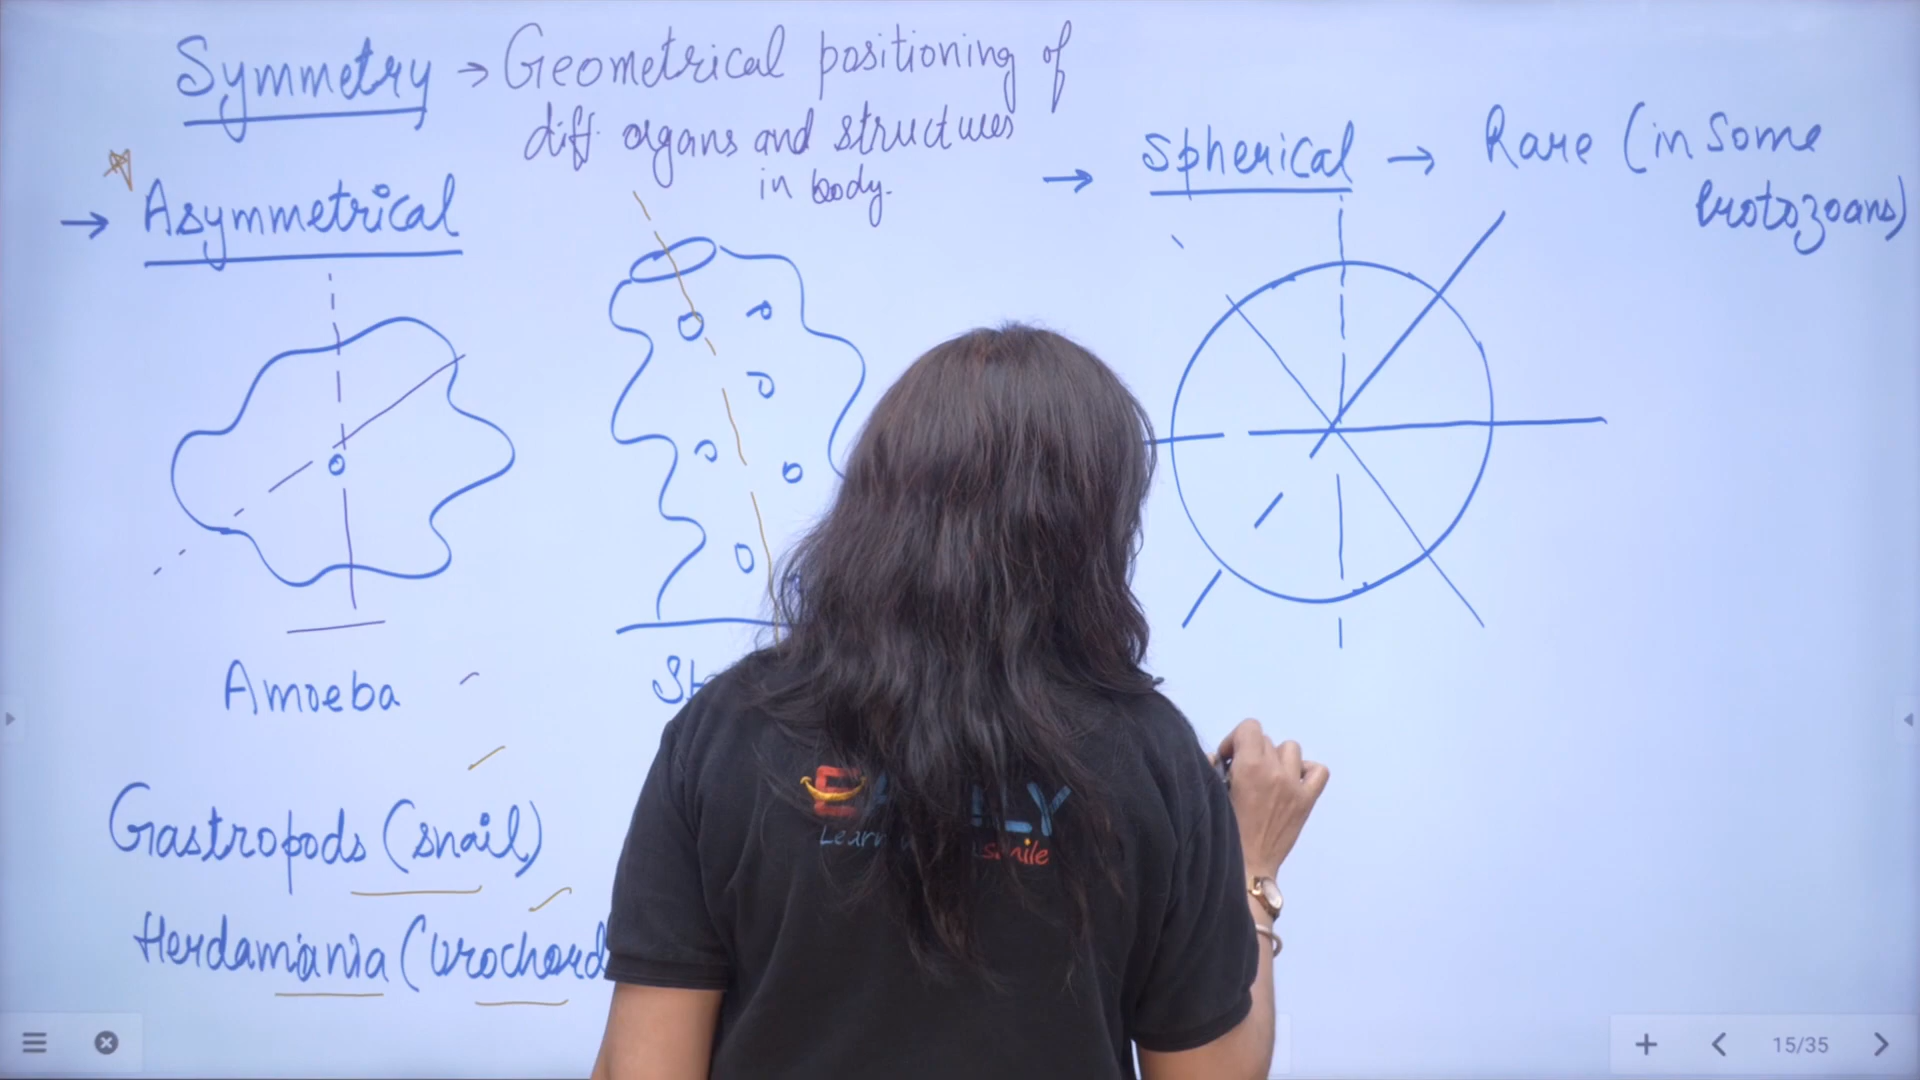 Symmetry → Geometrical positioning of
diff. organs and structures
in body.
→ Asymmetrical
→ Spherical → Rare (in some
protozoans)
Amoeba
Gastropods (snail)
Herdamania (Urochord
Learn
smile
15/35